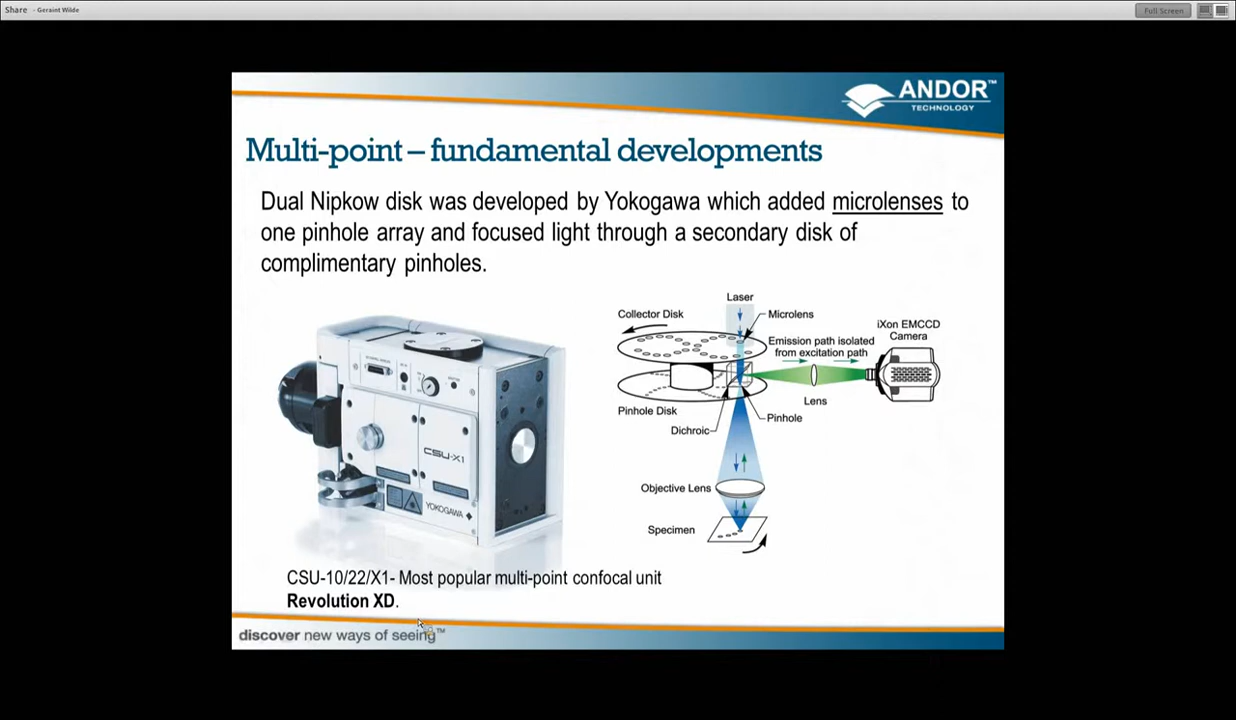 Share - Geraint Wilde
Full Screen
ANDOR™
TECHNOLOGY
Multi-point – fundamental developments
Dual Nipkow disk was developed by Yokogawa which added microlenses to
one pinhole array and focused light through a secondary disk of
complimentary pinholes.
Laser
Collector Disk
Microlens
iXon EMCCD
Camera
Emission path isolated
from excitation path
Lens
Pinhole Disk
Pinhole
Dichroic
Objective Lens
Specimen
CSU-X1
YOKOGAWA
CSU-10/22/X1- Most popular multi-point confocal unit
Revolution XD.
discover new ways of seeing™